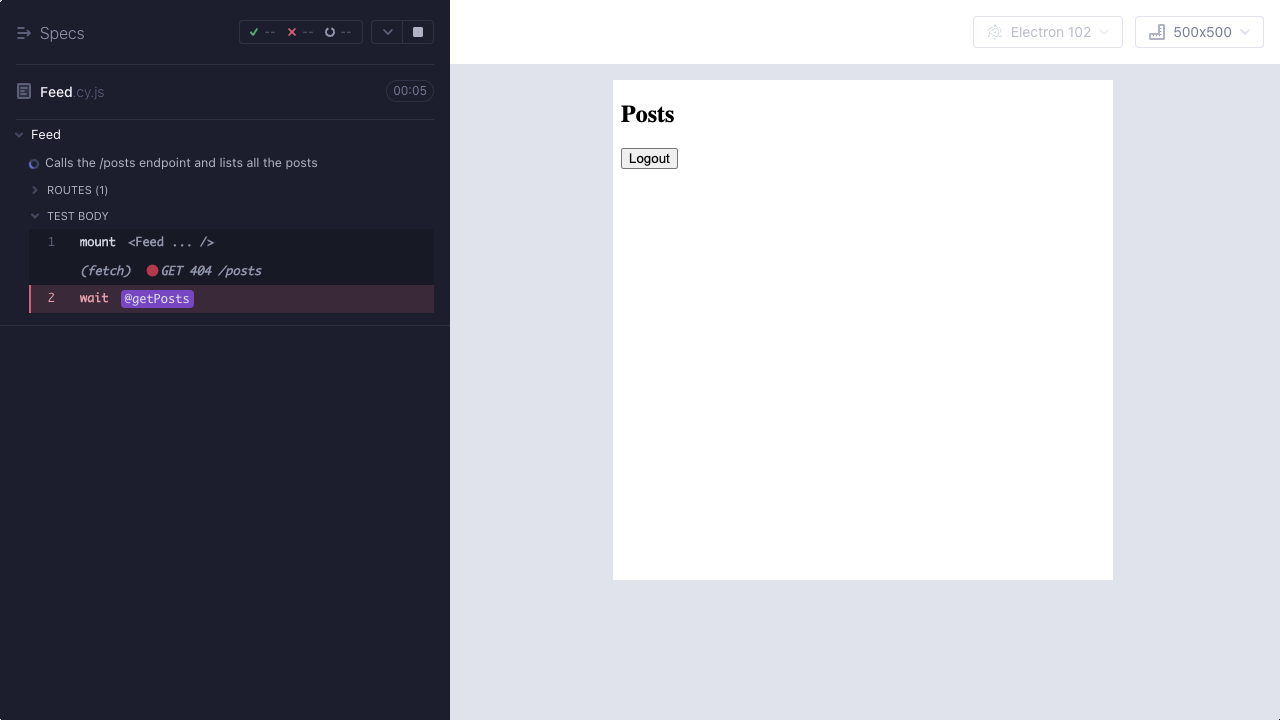 Specs
-- -- --
Feed.cy.js 00:05
Feed
Calls the /posts endpoint and lists all the posts
ROUTES (1)
TEST BODY
1 mount <Feed ... />
(fetch) GET 404 /posts
2 wait @getPosts
Electron 102 500x500
Posts
Logout